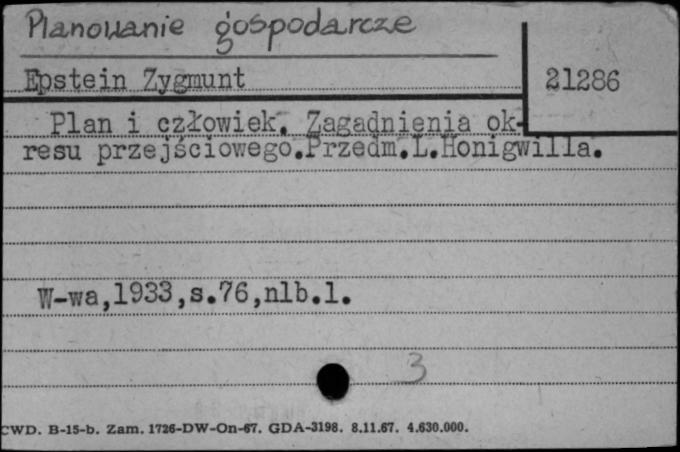 Planowanie gospodarcze
Epstein Zygmunt
21286
Plan i człowiek. Zagadnienia ok-
resu przejściowego.Przedm.L.Honigwilla.
W-wa,1933,s.76,nlb.1.
3
CWD. B-15-b. Zam. 1726-DW-On-67. GDA-3198. 8.11.67. 4.630.000.